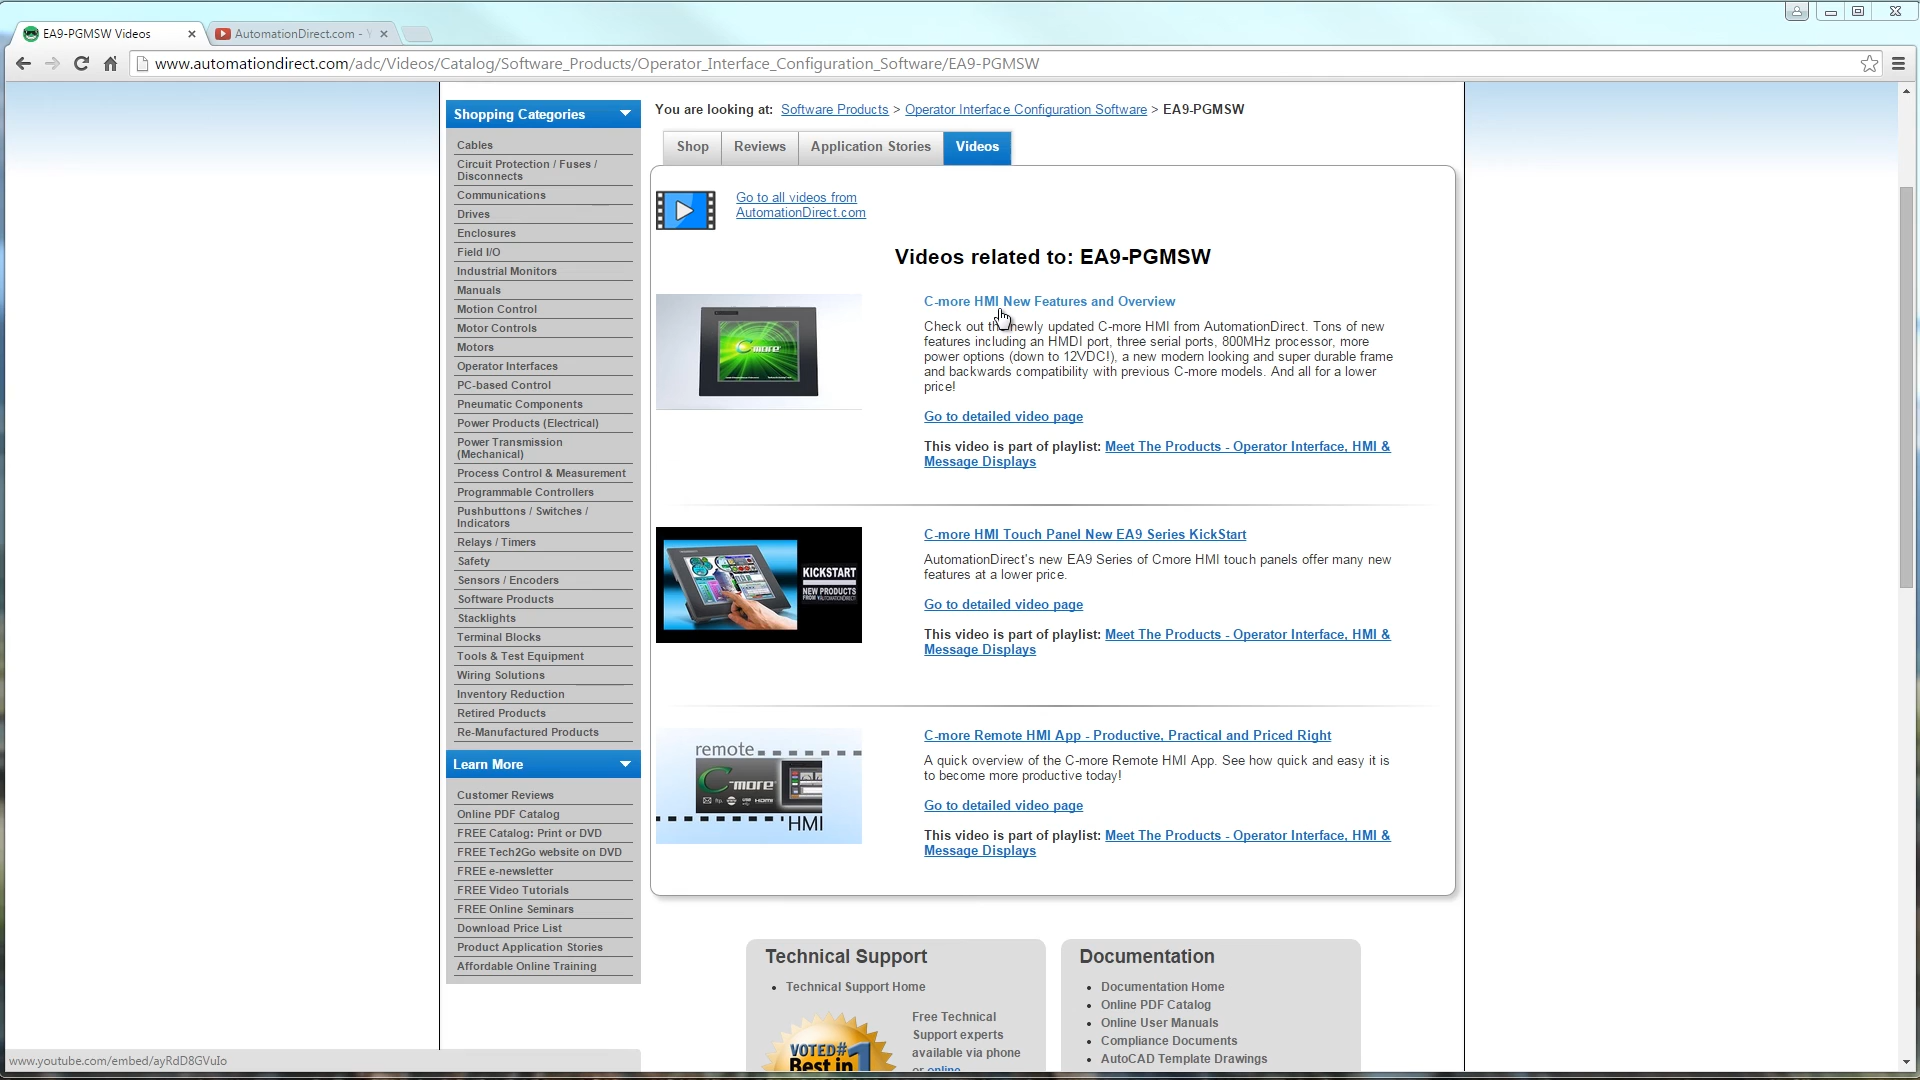 EA9-PGMSW Videos
AutomationDirect.com - Y
www.automationdirect.com/adc/Videos/Catalog/Software_Products/Operator_Interface_Configuration_Software/EA9-PGMSW
Shopping Categories
Cables
Circuit Protection / Fuses /
Disconnects
Communications
Drives
Enclosures
Field I/O
Industrial Monitors
Manuals
Motion Control
Motor Controls
Motors
Operator Interfaces
PC-based Control
Pneumatic Components
Power Products (Electrical)
Power Transmission
(Mechanical)
Process Control & Measurement
Programmable Controllers
Pushbuttons / Switches /
Indicators
Relays / Timers
Safety
Sensors / Encoders
Software Products
Stacklights
Terminal Blocks
Tools & Test Equipment
Wiring Solutions
Inventory Reduction
Retired Products
Re-Manufactured Products
Learn More
Customer Reviews
Online PDF Catalog
FREE Catalog: Print or DVD
FREE Tech2Go website on DVD
FREE e-newsletter
FREE Video Tutorials
FREE Online Seminars
Download Price List
Product Application Stories
Affordable Online Training
You are looking at: Software Products > Operator Interface Configuration Software > EA9-PGMSW
Shop Reviews Application Stories Videos
Go to all videos from
AutomationDirect.com
Videos related to: EA9-PGMSW
C-more
C-more HMI New Features and Overview
Check out the newly updated C-more HMI from AutomationDirect. Tons of new
features including an HMDI port, three serial ports, 800MHz processor, more
power options (down to 12VDC!), a new modern looking and super durable frame
and backwards compatibility with previous C-more models. And all for a lower
price!
Go to detailed video page
This video is part of playlist: Meet The Products - Operator Interface, HMI &
Message Displays
KICKSTART
NEW PRODUCTS
FROM AUTOMATIONDIRECT
C-more HMI Touch Panel New EA9 Series KickStart
AutomationDirect's new EA9 Series of Cmore HMI touch panels offer many new
features at a lower price.
Go to detailed video page
This video is part of playlist: Meet The Products - Operator Interface, HMI &
Message Displays
remote
C-more
HMI
C-more Remote HMI App - Productive, Practical and Priced Right
A quick overview of the C-more Remote HMI App. See how quick and easy it is
to become more productive today!
Go to detailed video page
This video is part of playlist: Meet The Products - Operator Interface, HMI &
Message Displays
Technical Support
Technical Support Home
VOTED #1
Best in
Free Technical
Support experts
available via phone
or online
Documentation
Documentation Home
Online PDF Catalog
Online User Manuals
Compliance Documents
AutoCAD Template Drawings
www.youtube.com/embed/ayRdD8GVuIo